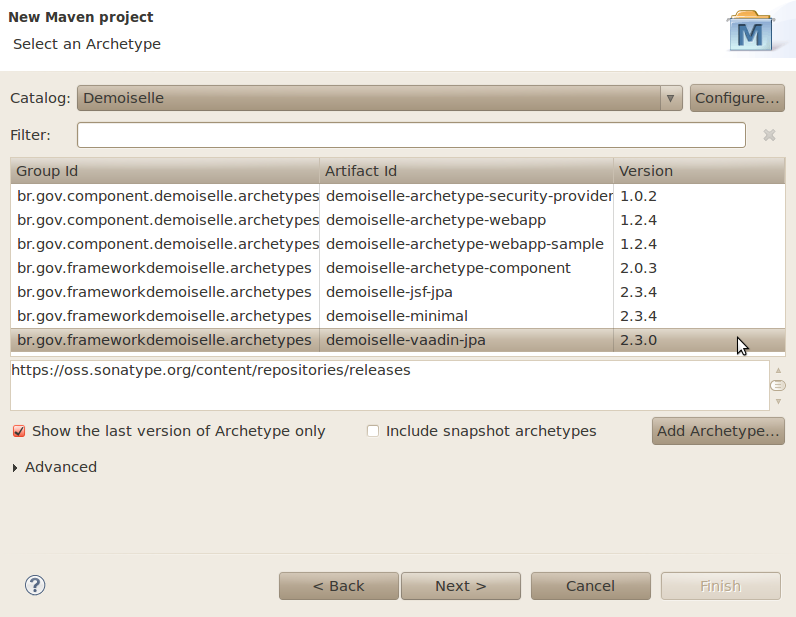 New Maven project
Select an Archetype
M
Catalog: Demoiselle Configure...
Filter:
Group Id Artifact Id Version
br.gov.component.demoiselle.archetypes demoiselle-archetype-security-provider 1.0.2
br.gov.component.demoiselle.archetypes demoiselle-archetype-webapp 1.2.4
br.gov.component.demoiselle.archetypes demoiselle-archetype-webapp-sample 1.2.4
br.gov.frameworkdemoiselle.archetypes demoiselle-archetype-component 2.0.3
br.gov.frameworkdemoiselle.archetypes demoiselle-jsf-jpa 2.3.4
br.gov.frameworkdemoiselle.archetypes demoiselle-minimal 2.3.4
br.gov.frameworkdemoiselle.archetypes demoiselle-vaadin-jpa 2.3.0
https://oss.sonatype.org/content/repositories/releases
Show the last version of Archetype only Include snapshot archetypes Add Archetype...
Advanced
? < Back Next > Cancel Finish